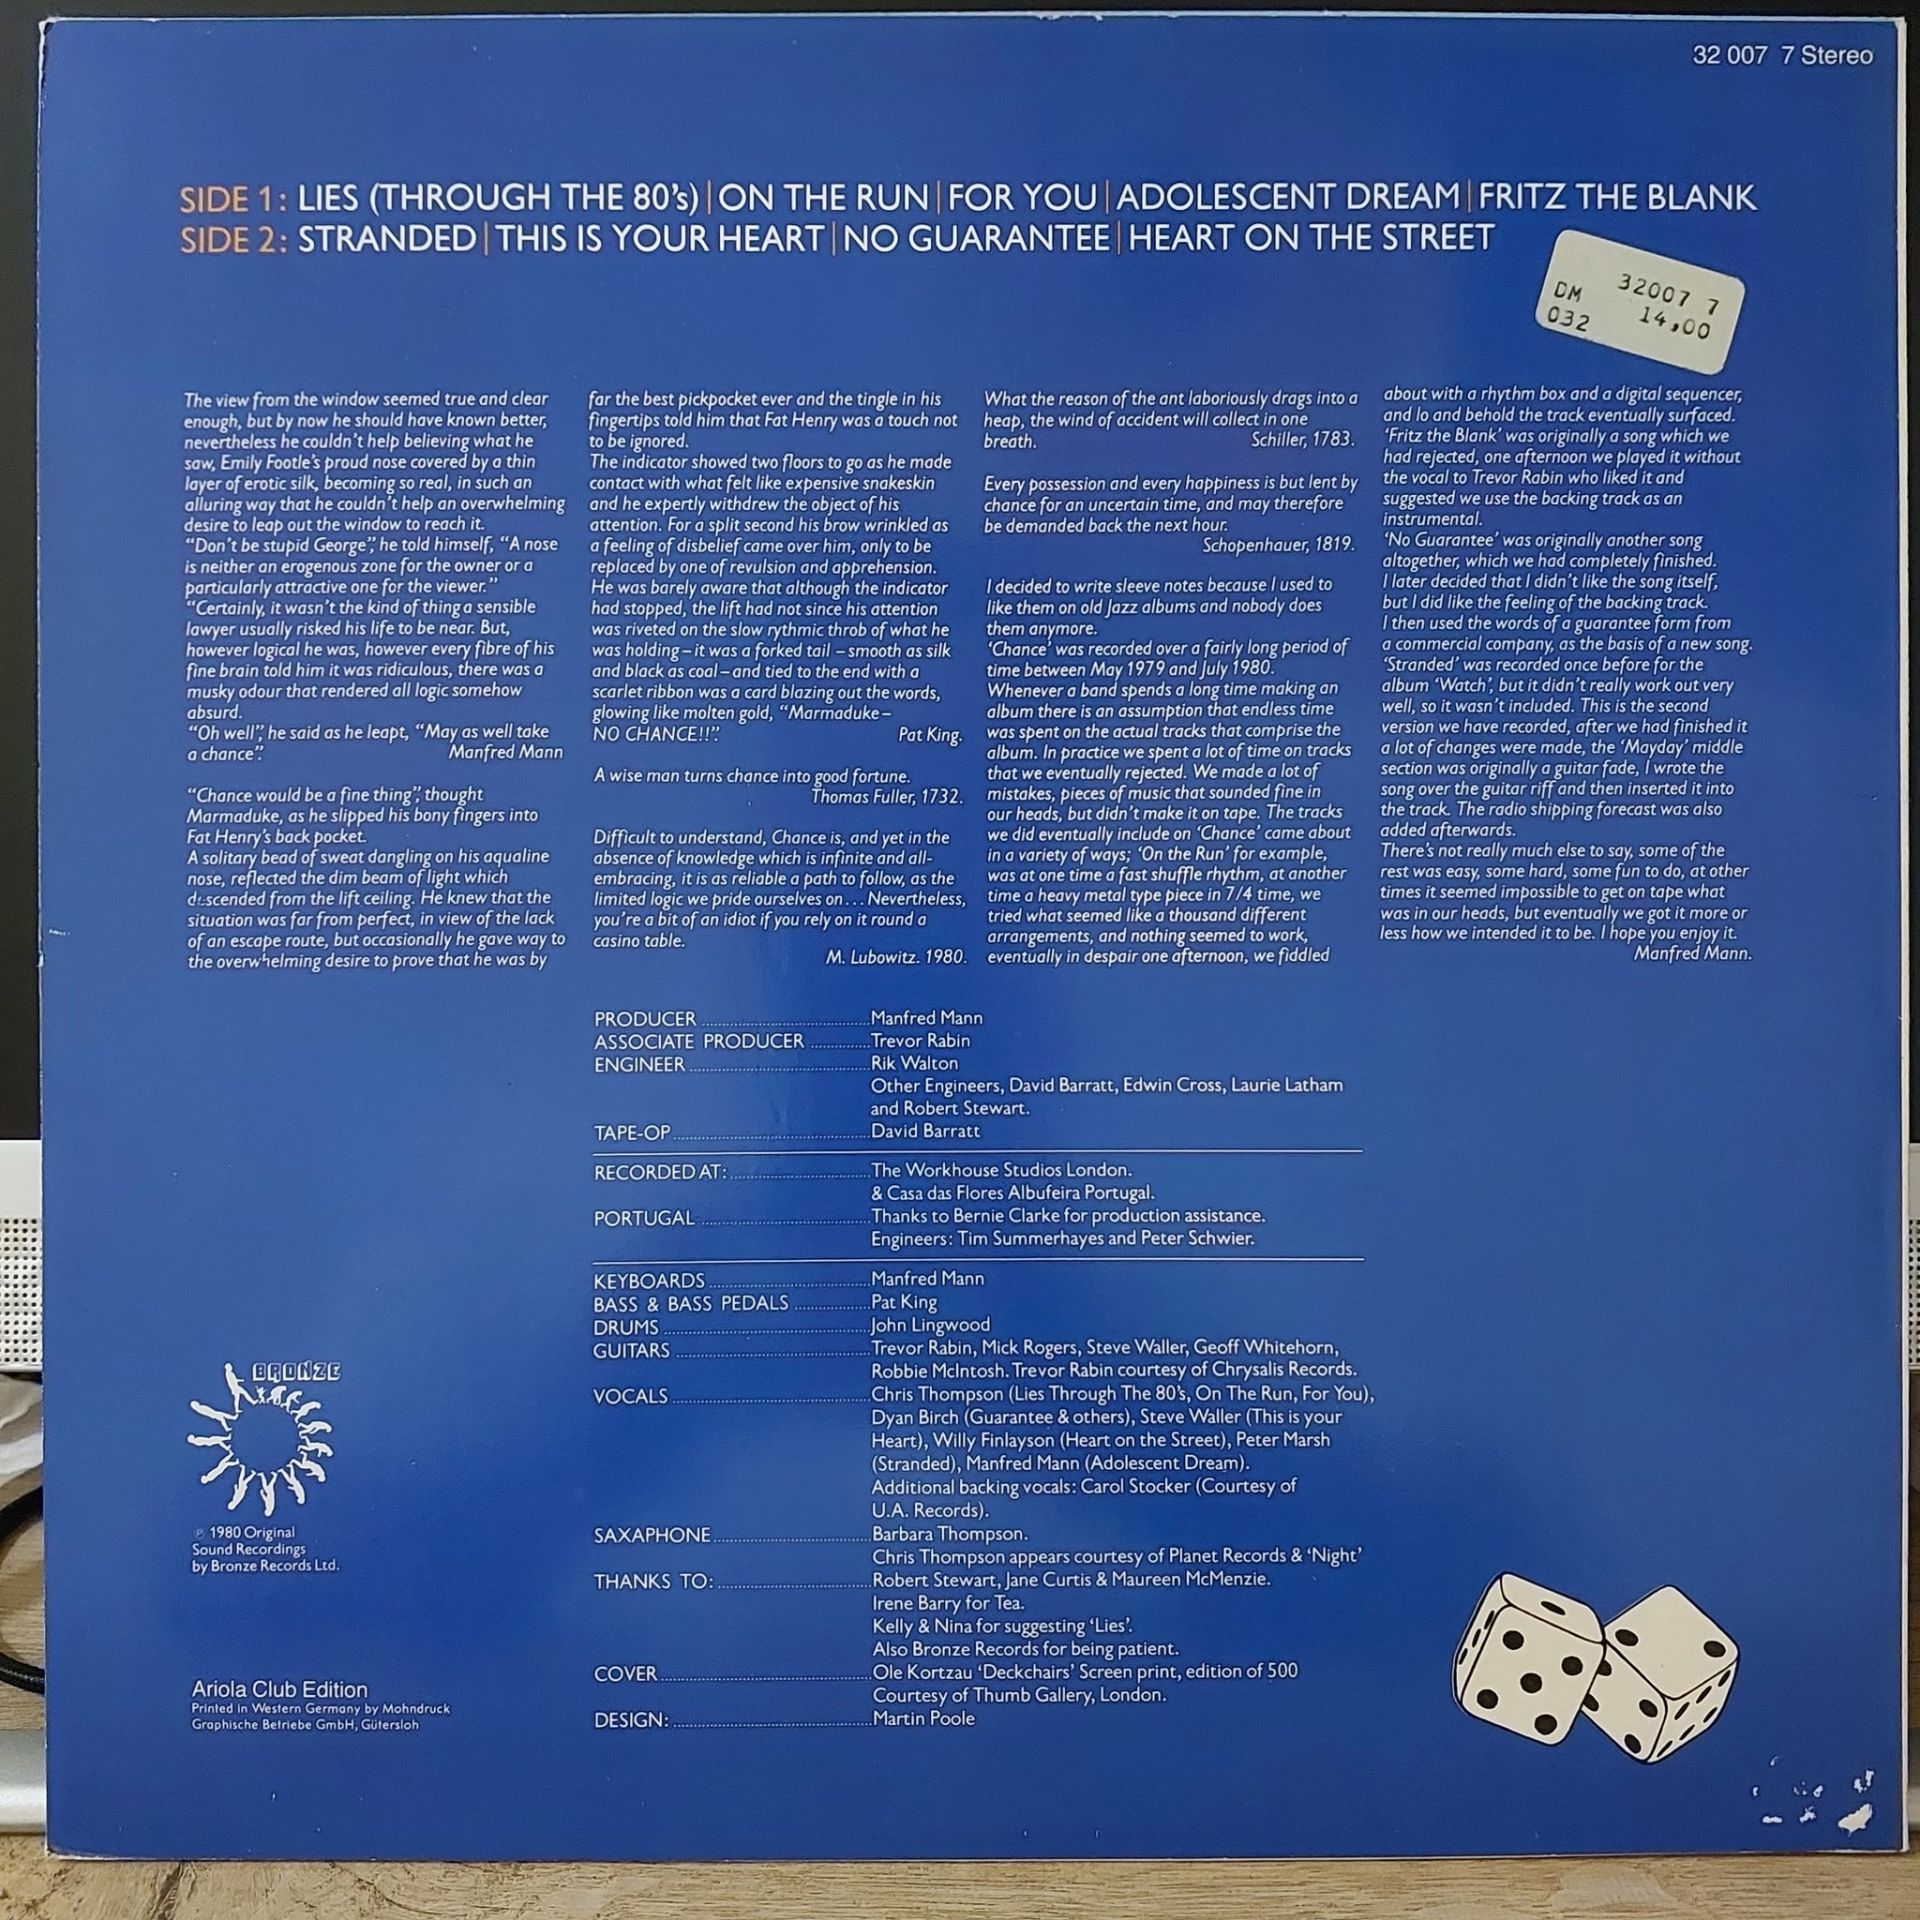 32 007 7 Stereo
SIDE 1: LIES (THROUGH THE 80's)|ON THE RUN|FOR YOU|ADOLESCENT DREAM|FRITZ THE BLANK
SIDE 2: STRANDED|THIS IS YOUR HEART|NO GUARANTEE|HEART ON THE STREET
32007 7
DM 14,00
032
The view from the window seemed true and clear
enough, but by now he should have known better,
nevertheless he couldn't help believing what he
saw, Emily Footle's proud nose covered by a thin
layer of erotic silk, becoming so real, in such an
alluring way that he couldn't help an overwhelming
desire to leap out the window to reach it.
"Don't be stupid George", he told himself, "A nose
is neither an erogenous zone for the owner or a
particularly attractive one for the viewer."
"Certainly, it wasn't the kind of thing a sensible
lawyer usually risked his life to be near. But,
however logical he was, however every fibre of his
fine brain told him it was ridiculous, there was a
musky odour that rendered all logic somehow
absurd.
"Oh well", he said as he leapt, "May as well take
a chance". Manfred Mann
"Chance would be a fine thing", thought
Marmaduke, as he slipped his bony fingers into
Fat Henry's back pocket.
A solitary bead of sweat dangling on his aqualine
nose, reflected the dim beam of light which
descended from the lift ceiling. He knew that the
situation was far from perfect, in view of the lack
of an escape route, but occasionally he gave way to
the overwhelming desire to prove that he was by
far the best pickpocket ever and the tingle in his
fingertips told him that Fat Henry was a touch not
to be ignored.
The indicator showed two floors to go as he made
contact with what felt like expensive snakeskin
and he expertly withdrew the object of his
attention. For a split second his brow wrinkled as
a feeling of disbelief came over him, only to be
replaced by one of revulsion and apprehension.
He was barely aware that although the indicator
had stopped, the lift had not since his attention
was riveted on the slow rythmic throb of what he
was holding – it was a forked tail – smooth as silk
and black as coal – and tied to the end with a
scarlet ribbon was a card blazing out the words,
glowing like molten gold, "Marmaduke –
NO CHANCE!!". Pat King.
A wise man turns chance into good fortune.
Thomas Fuller, 1732.
Difficult to understand, Chance is, and yet in the
absence of knowledge which is infinite and all-
embracing, it is as reliable a path to follow, as the
limited logic we pride ourselves on... Nevertheless,
you're a bit of an idiot if you rely on it round a
casino table.
M. Lubowitz. 1980.
What the reason of the ant laboriously drags into a
heap, the wind of accident will collect in one
breath. Schiller, 1783.
Every possession and every happiness is but lent by
chance for an uncertain time, and may therefore
be demanded back the next hour.
Schopenhauer, 1819.
I decided to write sleeve notes because I used to
like them on old Jazz albums and nobody does
them anymore.
'Chance' was recorded over a fairly long period of
time between May 1979 and July 1980.
Whenever a band spends a long time making an
album there is an assumption that endless time
was spent on the actual tracks that comprise the
album. In practice we spent a lot of time on tracks
that we eventually rejected. We made a lot of
mistakes, pieces of music that sounded fine in
our heads, but didn't make it on tape. The tracks
we did eventually include on 'Chance' came about
in a variety of ways; 'On the Run' for example,
was at one time a fast shuffle rhythm, at another
time a heavy metal type piece in 7/4 time, we
tried what seemed like a thousand different
arrangements, and nothing seemed to work,
eventually in despair one afternoon, we fiddled
about with a rhythm box and a digital sequencer,
and lo and behold the track eventually surfaced.
'Fritz the Blank' was originally a song which we
had rejected, one afternoon we played it without
the vocal to Trevor Rabin who liked it and
suggested we use the backing track as an
instrumental.
'No Guarantee' was originally another song
altogether, which we had completely finished.
I later decided that I didn't like the song itself,
but I did like the feeling of the backing track.
I then used the words of a guarantee form from
a commercial company, as the basis of a new song.
'Stranded' was recorded once before for the
album 'Watch', but it didn't really work out very
well, so it wasn't included. This is the second
version we have recorded, after we had finished it
a lot of changes were made, the 'Mayday' middle
section was originally a guitar fade, I wrote the
song over the guitar riff and then inserted it into
the track. The radio shipping forecast was also
added afterwards.
There's not really much else to say, some of the
rest was easy, some hard, some fun to do, at other
times it seemed impossible to get on tape what
was in our heads, but eventually we got it more or
less how we intended it to be. I hope you enjoy it.
Manfred Mann.
PRODUCER ..... Manfred Mann
ASSOCIATE PRODUCER ..... Trevor Rabin
ENGINEER ..... Rik Walton
Other Engineers, David Barratt, Edwin Cross, Laurie Latham
and Robert Stewart.
TAPE-OP ..... David Barratt
RECORDED AT: ..... The Workhouse Studios London.
& Casa das Flores Albufeira Portugal.
PORTUGAL ..... Thanks to Bernie Clarke for production assistance.
Engineers: Tim Summerhayes and Peter Schwier.
KEYBOARDS ..... Manfred Mann
BASS & BASS PEDALS ..... Pat King
DRUMS ..... John Lingwood
GUITARS ..... Trevor Rabin, Mick Rogers, Steve Waller, Geoff Whitehorn,
Robbie McIntosh. Trevor Rabin courtesy of Chrysalis Records.
VOCALS ..... Chris Thompson (Lies Through The 80's, On The Run, For You),
Dyan Birch (Guarantee & others), Steve Waller (This is your
Heart), Willy Finlayson (Heart on the Street), Peter Marsh
(Stranded), Manfred Mann (Adolescent Dream).
Additional backing vocals: Carol Stocker (Courtesy of
U.A. Records).
SAXAPHONE ..... Barbara Thompson.
Chris Thompson appears courtesy of Planet Records & 'Night'
THANKS TO: ..... Robert Stewart, Jane Curtis & Maureen McMenzie.
Irene Barry for Tea.
Kelly & Nina for suggesting 'Lies'.
Also Bronze Records for being patient.
COVER ..... Ole Kortzau 'Deckchairs' Screen print, edition of 500
Courtesy of Thumb Gallery, London.
DESIGN: ..... Martin Poole
BRONZE
℗ 1980 Original
Sound Recordings
by Bronze Records Ltd.
Ariola Club Edition
Printed in Western Germany by Mohndruck
Graphische Betriebe GmbH, Gütersloh